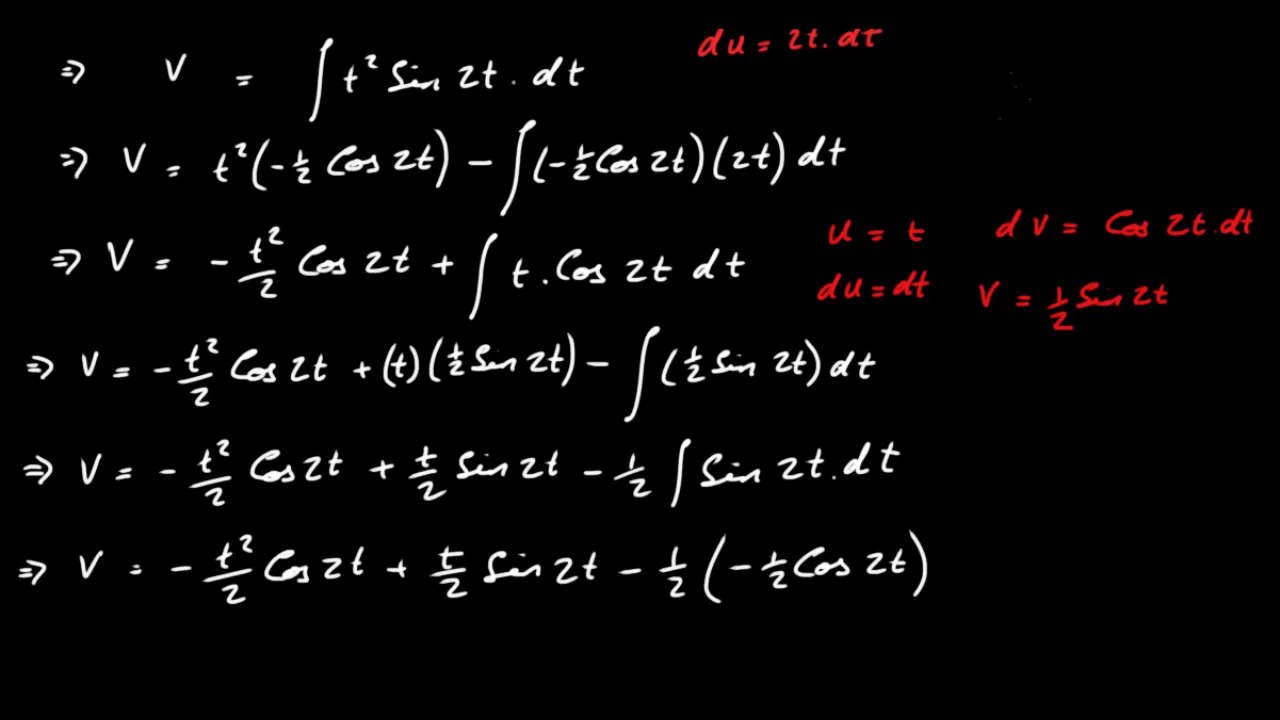 ⇒ V = ∫ t² Sin 2t . dt
du = 2t. dt
⇒ V = t² (-½ Cos 2t) - ∫ (-½ Cos 2t) (2t) dt
⇒ V = - t²/2 Cos 2t + ∫ t . Cos 2t dt
u = t dV = Cos 2t.dt
du = dt V = ½ Sin 2t
⇒ V = - t²/2 Cos 2t + (t) (½ Sin 2t) - ∫ (½ Sin 2t) dt
⇒ V = - t²/2 Cos 2t + t/2 Sin 2t - ½ ∫ Sin 2t . dt
⇒ V = - t²/2 Cos 2t + t/2 Sin 2t - ½ (-½ Cos 2t)